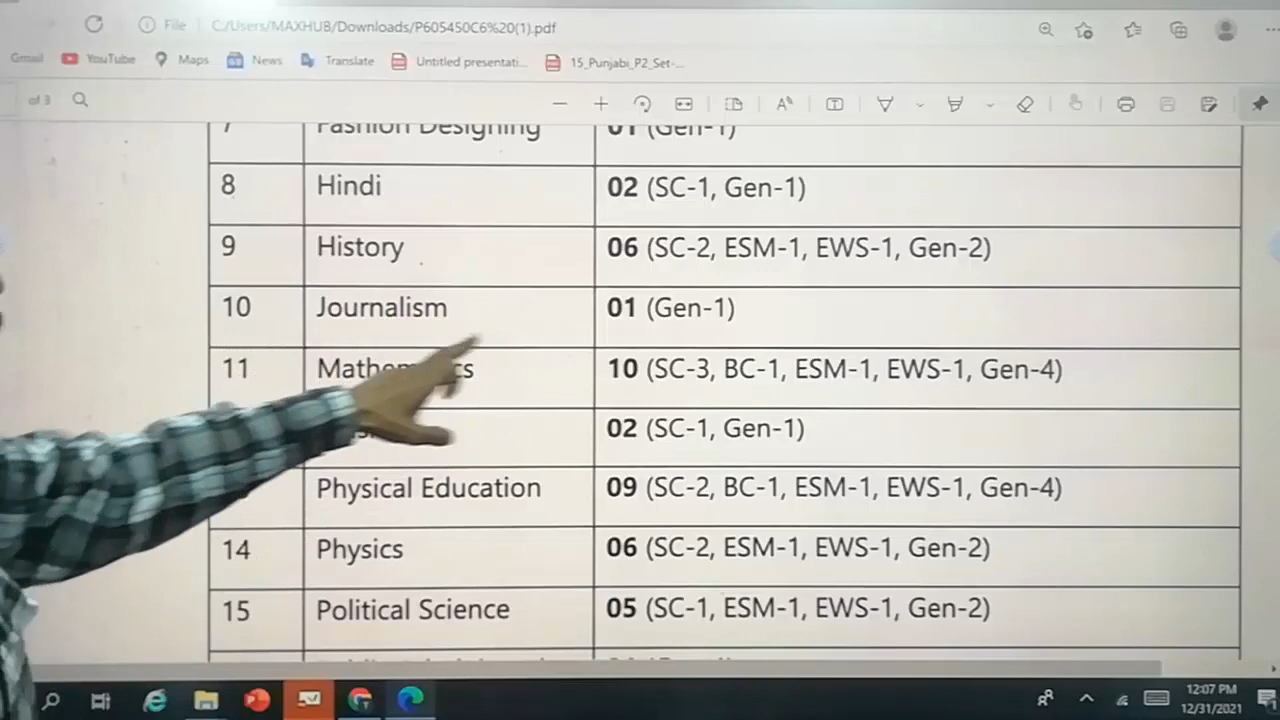 File C:/Users/MAXHUB/Downloads/P605450C6%20(1).pdf
Gmail YouTube Maps News Translate Untitled presentati... 15_Punjabi_P2_Set-...
of 3
7 Fashion Designing 01 (Gen-1)
8 Hindi 02 (SC-1, Gen-1)
9 History 06 (SC-2, ESM-1, EWS-1, Gen-2)
10 Journalism 01 (Gen-1)
11 Mathematics 10 (SC-3, BC-1, ESM-1, EWS-1, Gen-4)
02 (SC-1, Gen-1)
Physical Education 09 (SC-2, BC-1, ESM-1, EWS-1, Gen-4)
14 Physics 06 (SC-2, ESM-1, EWS-1, Gen-2)
15 Political Science 05 (SC-1, ESM-1, EWS-1, Gen-2)
12:07 PM
12/31/2021